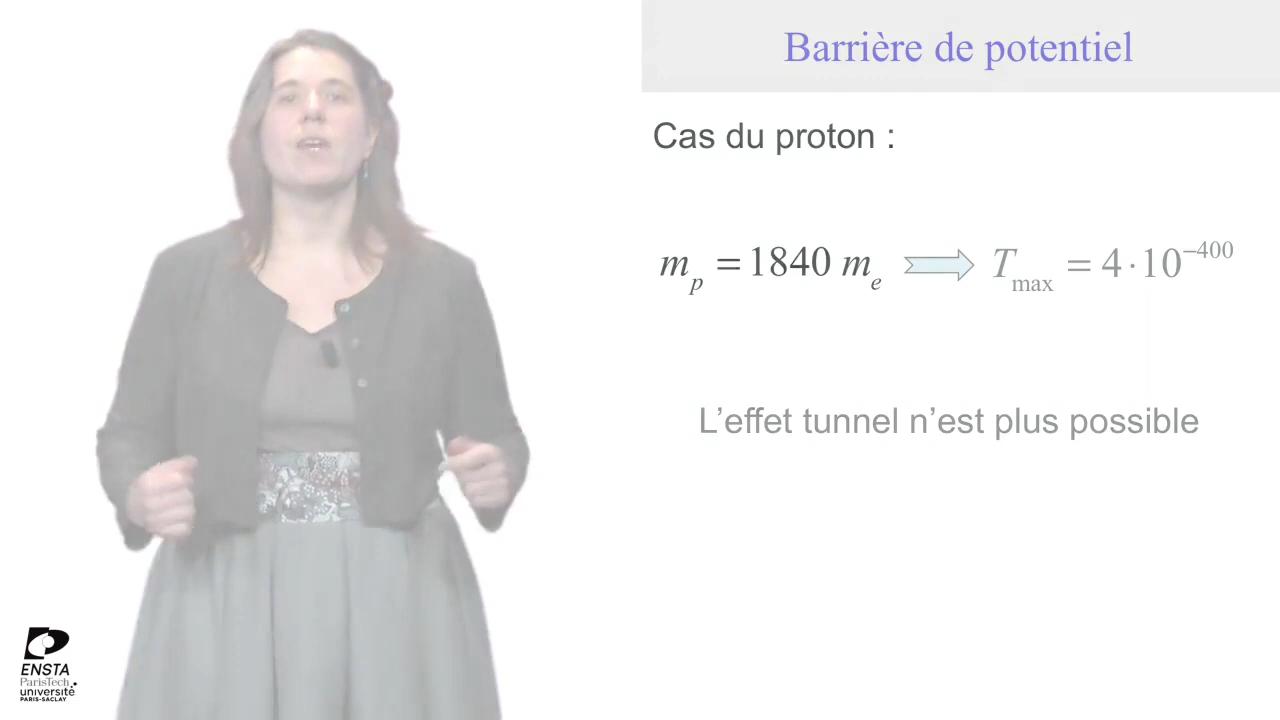 Barrière de potentiel
Cas du proton :
m_p = 1840 m_e ⇒ T_max = 4·10^−400
L’effet tunnel n’est plus possible
ENSTA
ParisTech
université
PARIS-SACLAY